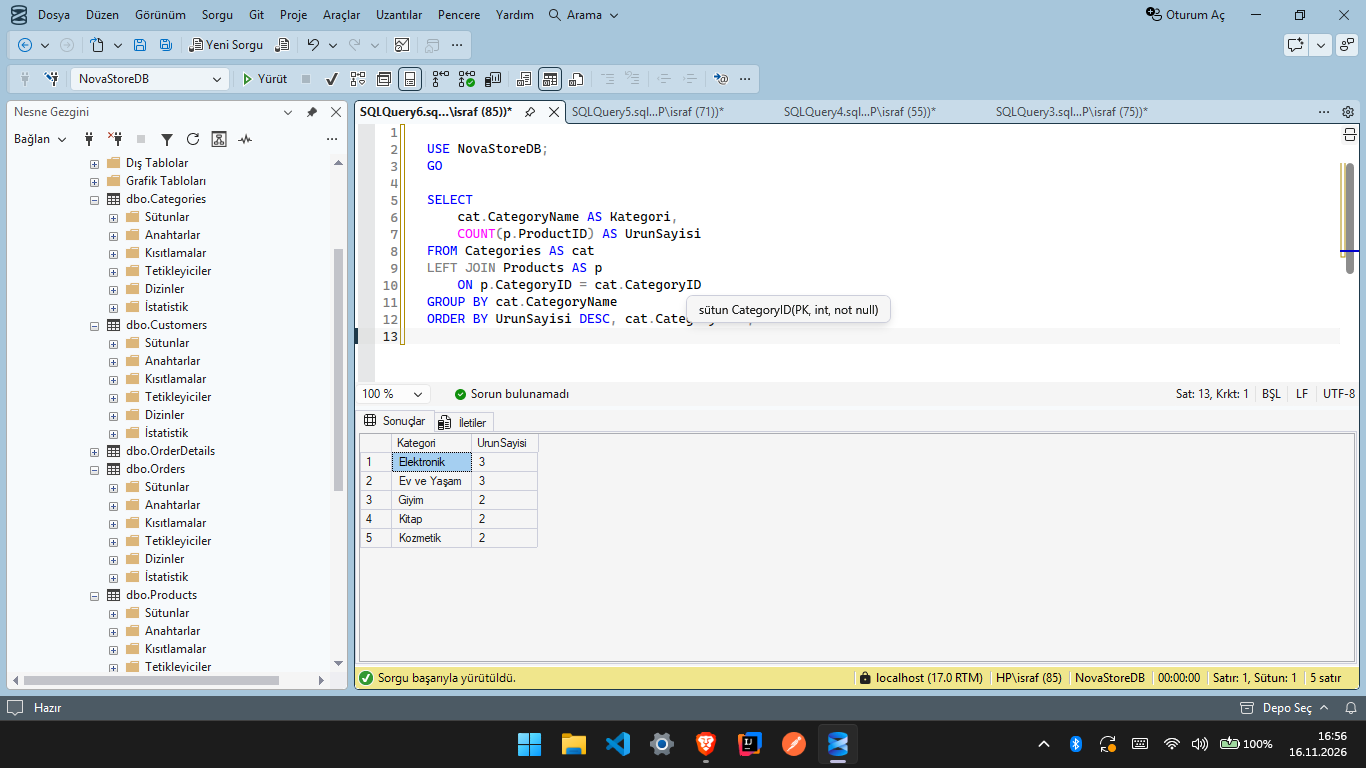 Dosya Düzen Görünüm Sorgu Git Proje Araçlar Uzantılar Pencere Yardım Arama Oturum Aç
Yeni Sorgu
NovaStoreDB Yürüt
Nesne Gezgini
Bağlan
Dış Tablolar
Grafik Tabloları
dbo.Categories
Sütunlar
Anahtarlar
Kısıtlamalar
Tetikleyiciler
Dizinler
İstatistik
dbo.Customers
Sütunlar
Anahtarlar
Kısıtlamalar
Tetikleyiciler
Dizinler
İstatistik
dbo.OrderDetails
dbo.Orders
Sütunlar
Anahtarlar
Kısıtlamalar
Tetikleyiciler
Dizinler
İstatistik
dbo.Products
Sütunlar
Anahtarlar
Kısıtlamalar
Tetikleyiciler
SQLQuery6.sq...\israf (85))* SQLQuery5.sql...P\israf (71))* SQLQuery4.sql...P\israf (55))* SQLQuery3.sql...P\israf (75))*
1
2 USE NovaStoreDB;
3 GO
4
5 SELECT
6 cat.CategoryName AS Kategori,
7 COUNT(p.ProductID) AS UrunSayisi
8 FROM Categories AS cat
9 LEFT JOIN Products AS p
10 ON p.CategoryID = cat.CategoryID
11 GROUP BY cat.CategoryName
sütun CategoryID(PK, int, not null)
12 ORDER BY UrunSayisi DESC,
13
100 % Sorun bulunamadı Sat: 13, Krkt: 1 BŞL LF UTF-8
Sonuçlar İletiler
Kategori UrunSayisi
1 Elektronik 3
2 Ev ve Yaşam 3
3 Giyim 2
4 Kitap 2
5 Kozmetik 2
Sorgu başarıyla yürütüldü. localhost (17.0 RTM) HP\israf (85) NovaStoreDB 00:00:00 Satır: 1, Sütun: 1 5 satır
Hazır Depo Seç
100% 16:56
16.11.2026